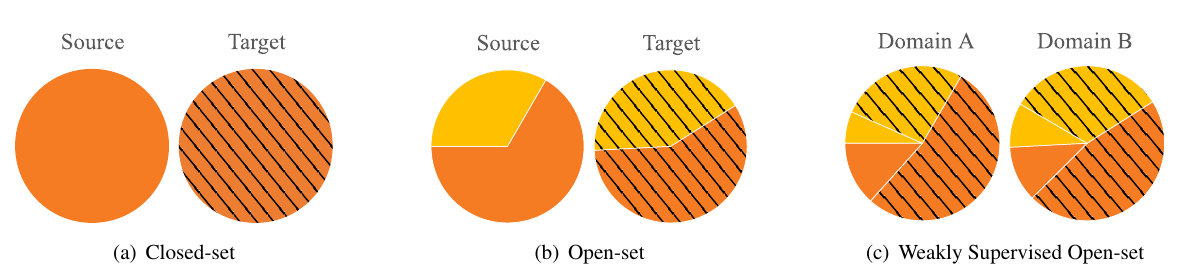 Source Target
Source Target
Domain A Domain B
(a) Closed-set
(b) Open-set
(c) Weakly Supervised Open-set